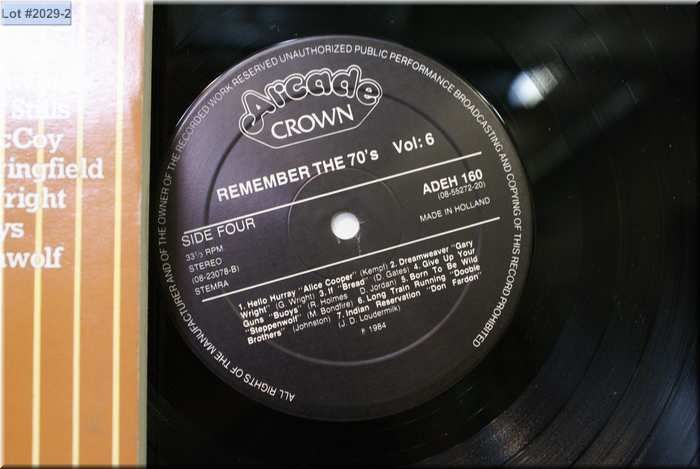 Lot #2029-2
Stills
cCoy
ringfield
right
ys
nwolf
ALL RIGHTS OF THE MANUFACTURER AND OF THE OWNER OF THE RECORDED WORK RESERVED UNAUTHORIZED PUBLIC PERFORMANCE BROADCASTING AND COPYING OF THIS RECORD PROHIBITED
Arcade
CROWN
REMEMBER THE 70's Vol: 6
SIDE FOUR
ADEH 160
(08-55272-20)
33⅓ RPM
STEREO
(08-23078-B)
STEMRA
MADE IN HOLLAND
1. Hello Murray "Alice Cooper" (Kempf) 2. Dreamweaver "Gary
Wright" (G. Wright) 3. If "Bread" (D. Gates) 4. Give Up Your
Guns "Buoys" (R. Holmes D. Jordan) 5. Born To Be Wild
"Steppenwolf" (M. Bondfire) 6. Long Train Running "Doobie
Brothers" (Johnston) 7. Indian Reservation "Don Fardon"
(J. D. Loudermilk)
℗ 1984